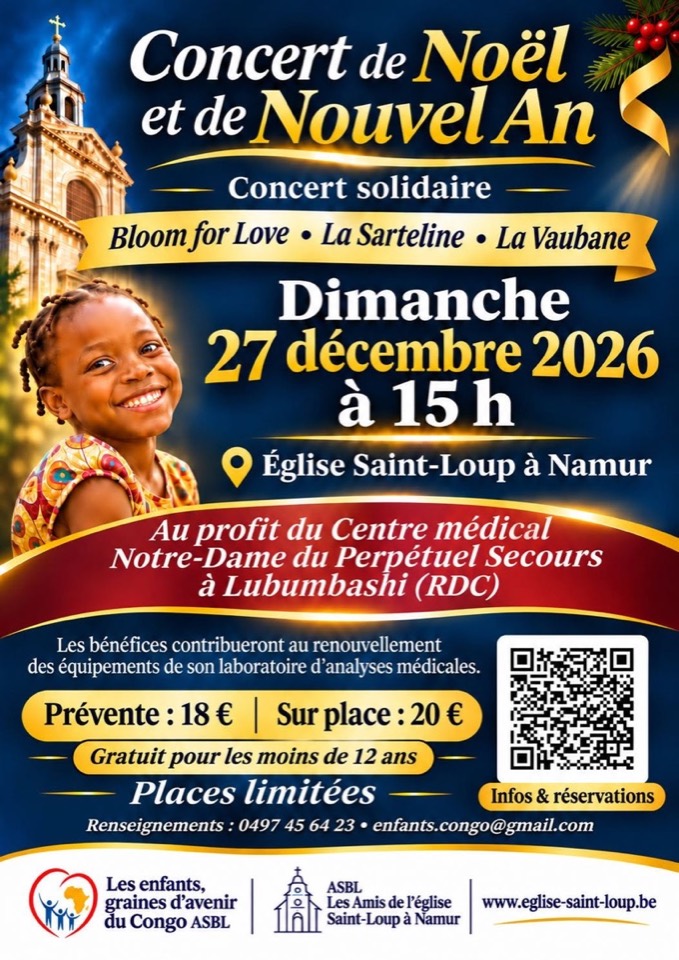 Concert de Noël
et de Nouvel An
Concert solidaire
Bloom for Love • La Sarteline • La Vaubane
Dimanche
27 décembre 2026
à 15 h
Église Saint-Loup à Namur
Au profit du Centre médical
Notre-Dame du Perpétuel Secours
à Lubumbashi (RDC)
Les bénéfices contribueront au renouvellement
des équipements de son laboratoire d'analyses médicales.
Prévente : 18 € | Sur place : 20 €
Gratuit pour les moins de 12 ans
Places limitées
Infos & réservations
Renseignements : 0497 45 64 23 • enfants.congo@gmail.com
Les enfants,
graines d'avenir
du Congo ASBL
ASBL
Les Amis de l'église
Saint-Loup à Namur
www.eglise-saint-loup.be